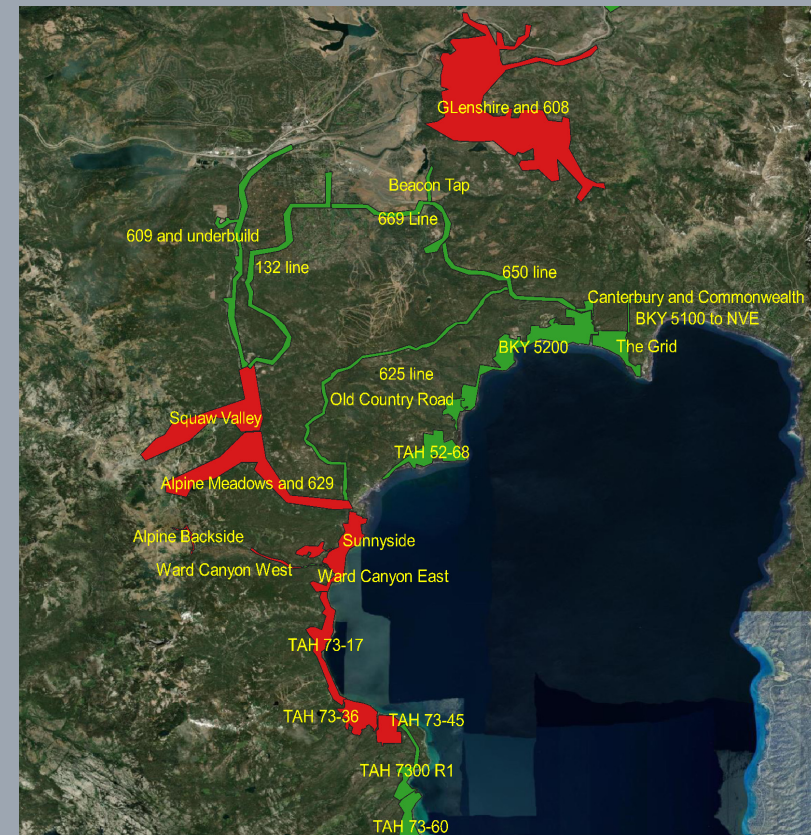 GLenshire and 608
Beacon Tap
669 Line
609 and underbuild
132 line
650 line
Canterbury and Commonwealth
BKY 5100 to NVE
BKY 5200
The Grid
625 line
Old Country Road
Squaw Valley
TAH 52-68
Alpine Meadows and 629
Alpine Backside
Sunnyside
Ward Canyon West
Ward Canyon East
TAH 73-17
TAH 73-36
TAH 73-45
TAH 7300 R1
TAH 73-60